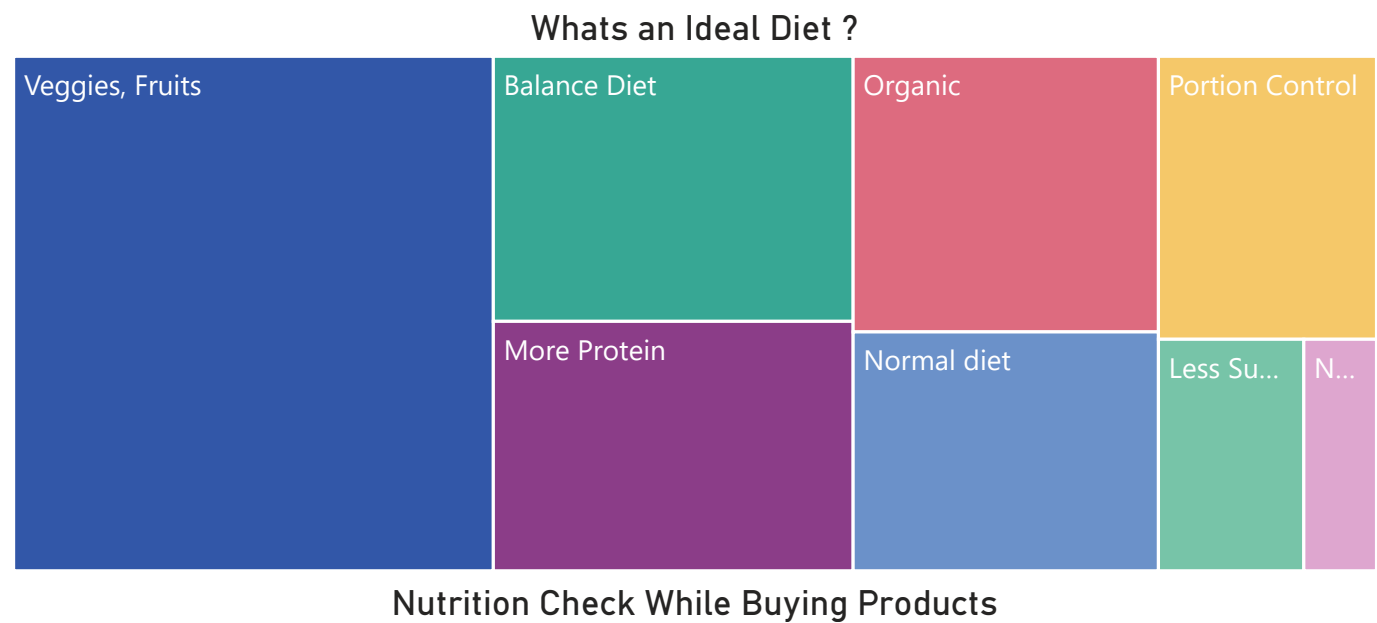 Whats an Ideal Diet ?
Veggies, Fruits
Balance Diet
Organic
Portion Control
More Protein
Normal diet
Less Su...
N...
Nutrition Check While Buying Products